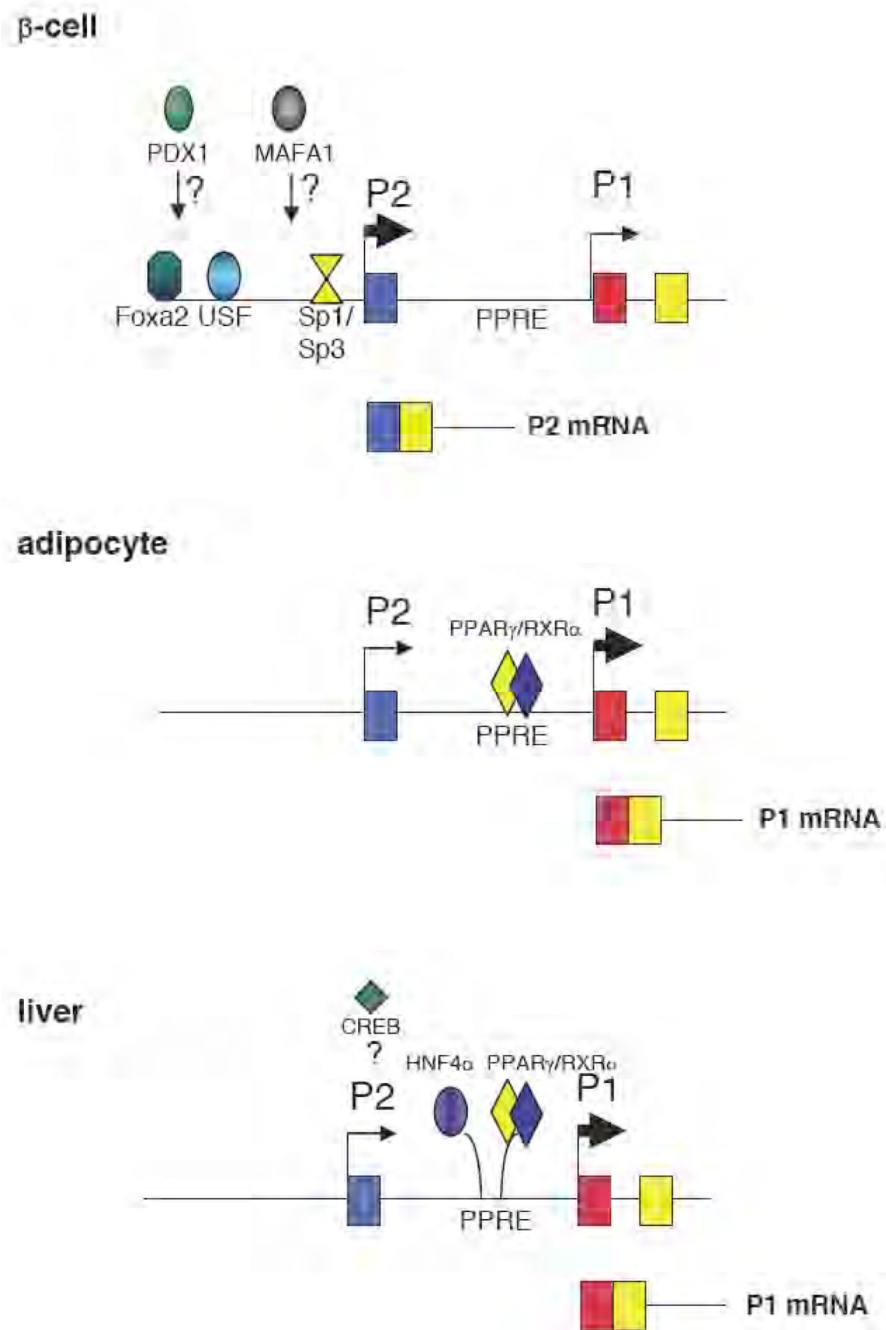 β-cell
PDX1 MAFA1
? ?
P2 P1
Foxa2 USF Sp1/ PPRE
Sp3
P2 mRNA
adipocyte
P2 PPARγ/RXRα P1
PPRE
P1 mRNA
liver
CREB
?
HNF4α PPARγ/RXRα
P2 P1
PPRE
P1 mRNA